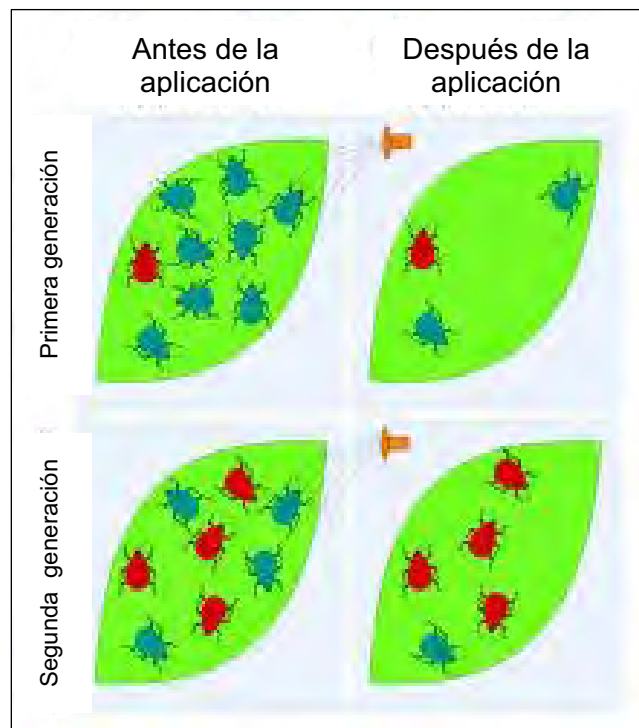 Antes de la
aplicación
Después de la
aplicación
Primera generación
Segunda generación